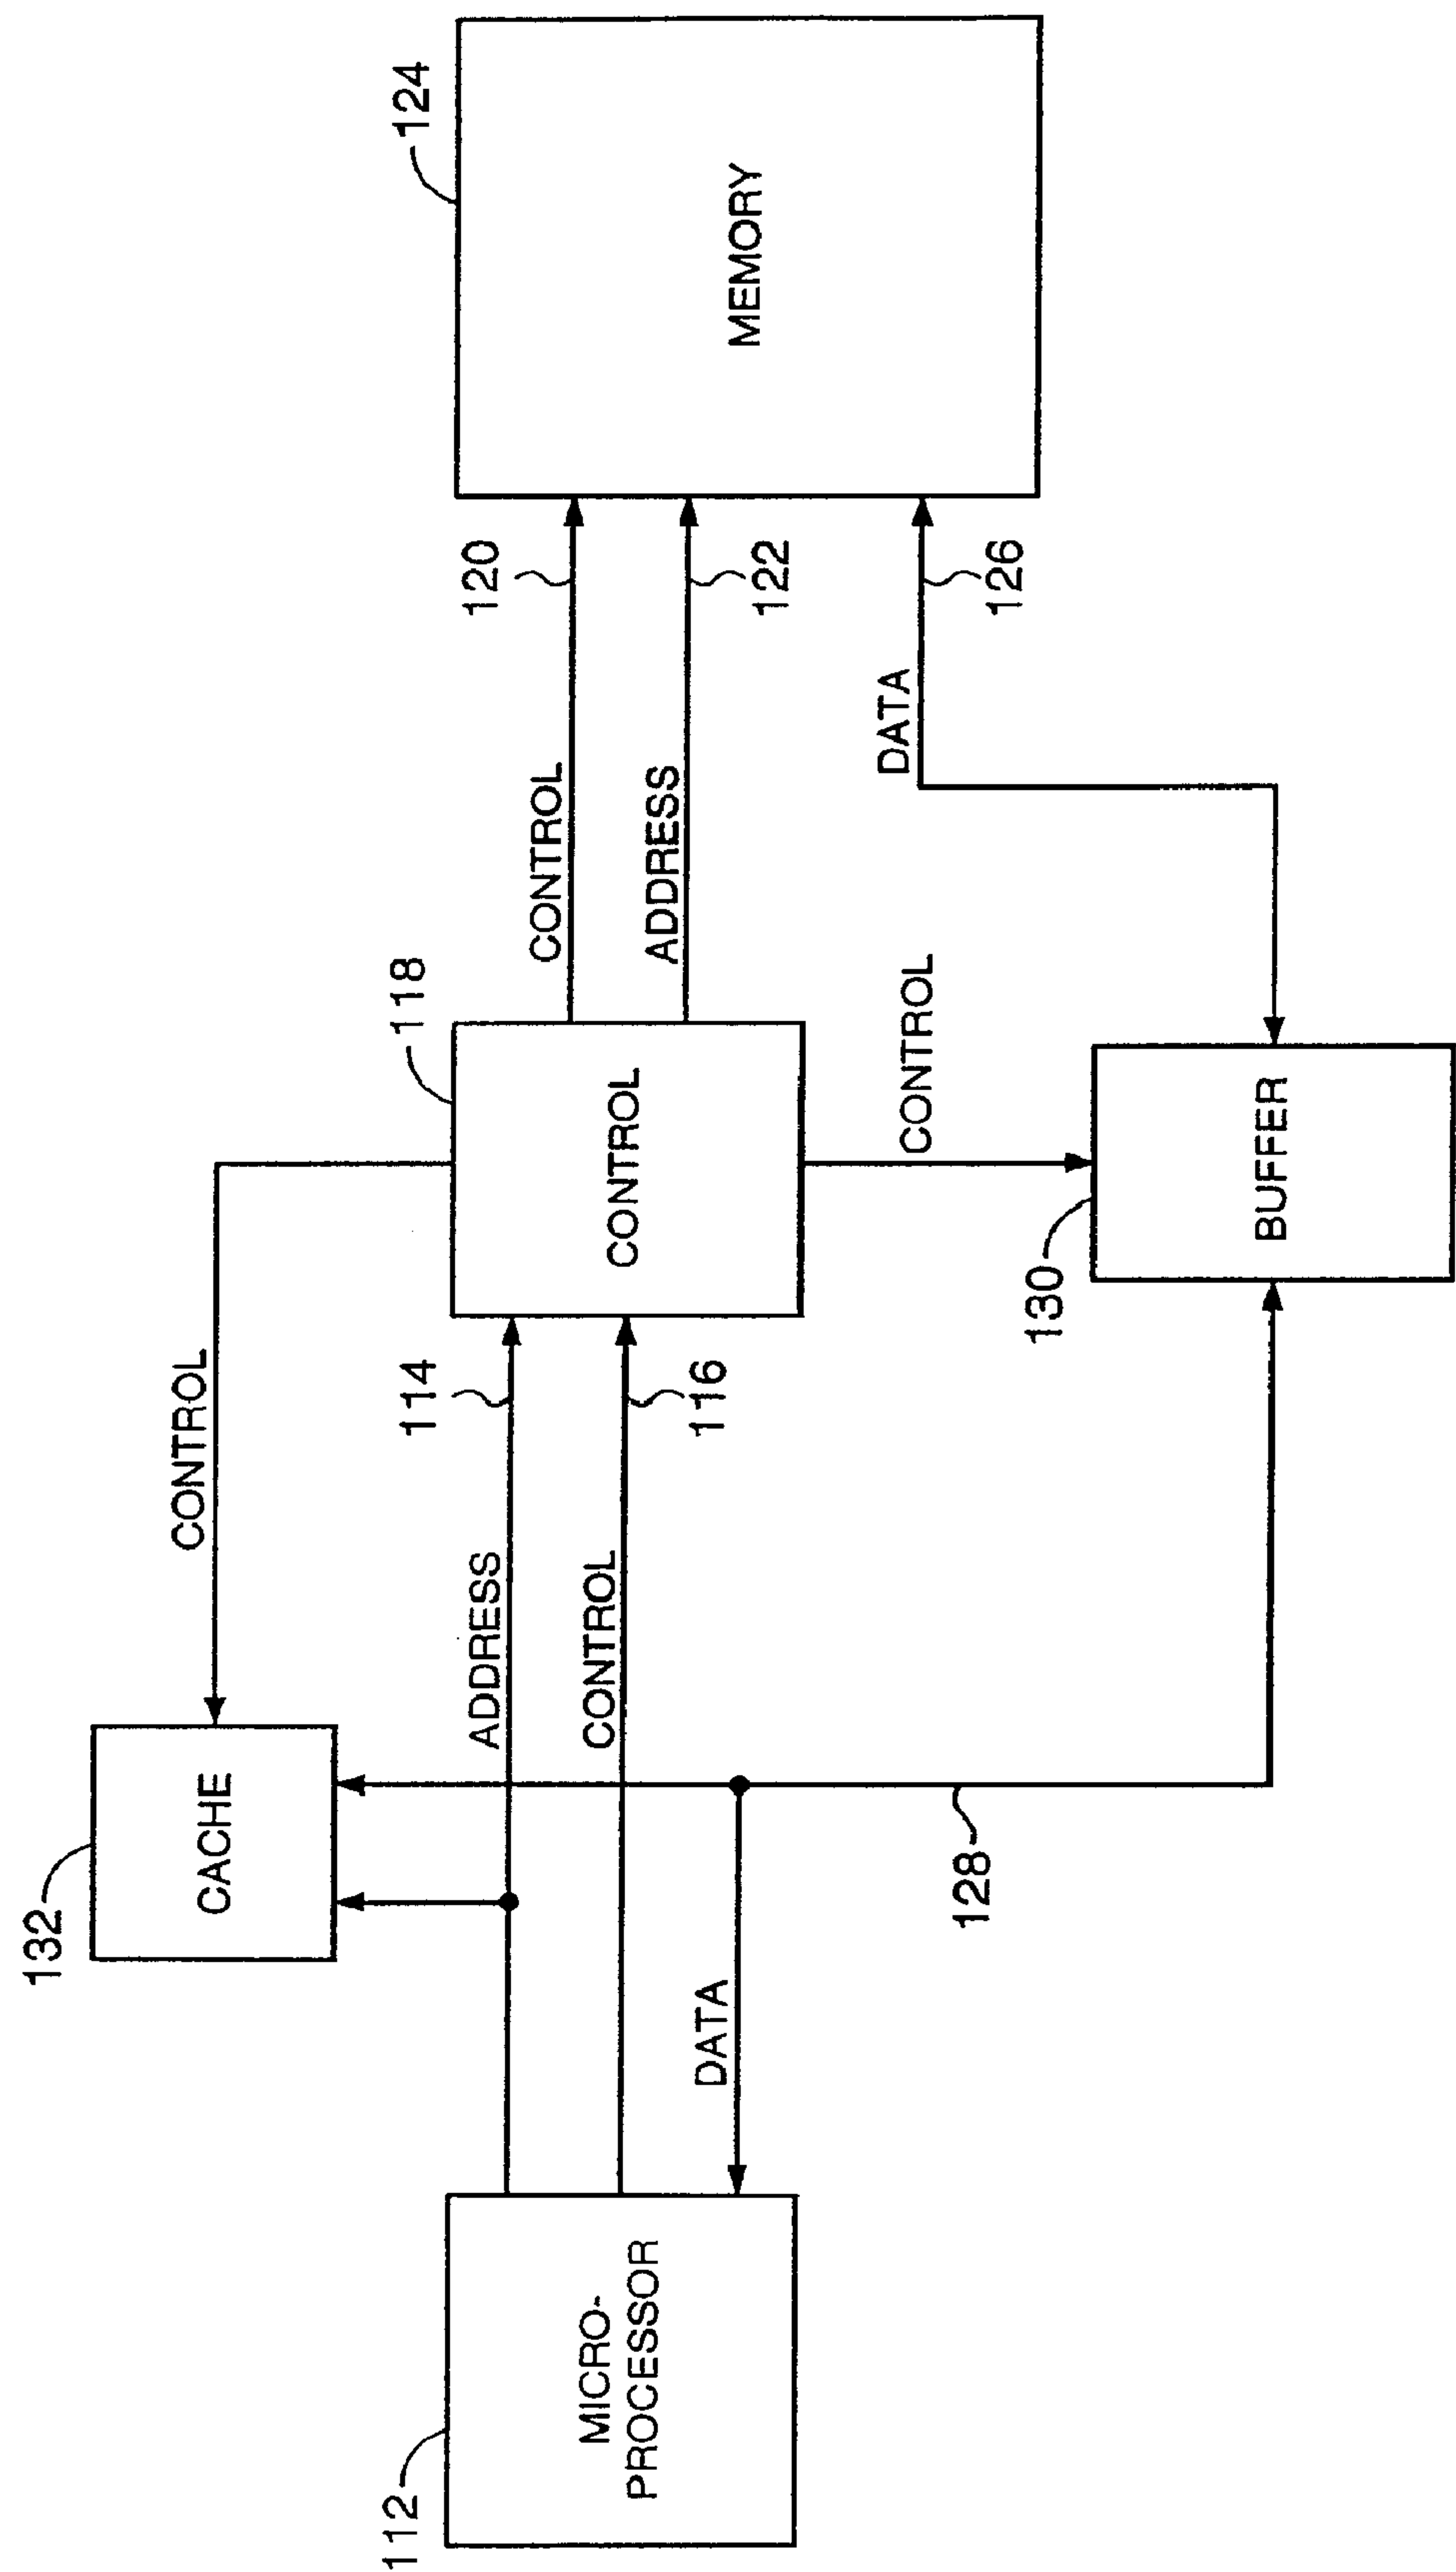 132
CACHE
CONTROL
112
MICRO-
PROCESSOR
ADDRESS
114
CONTROL
116
DATA
128
118
CONTROL
CONTROL
120
ADDRESS
122
124
MEMORY
CONTROL
DATA
126
130
BUFFER